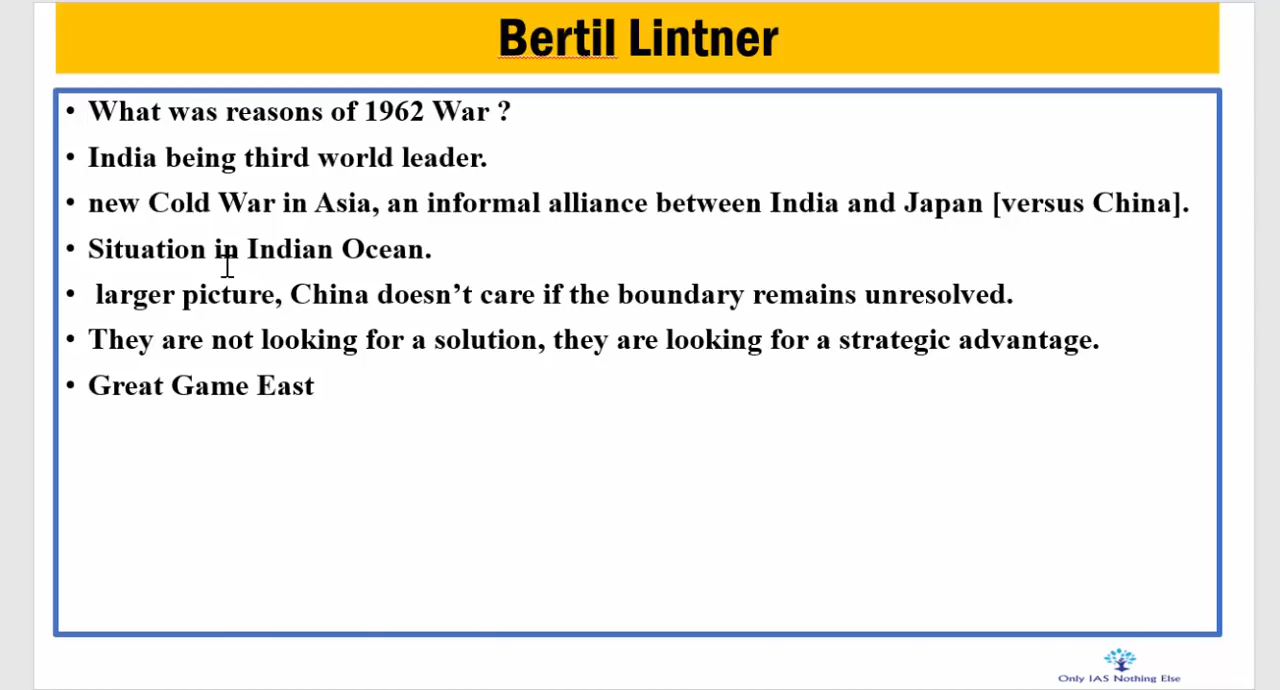 Bertil Lintner
• What was reasons of 1962 War ?
• India being third world leader.
• new Cold War in Asia, an informal alliance between India and Japan [versus China].
• Situation in Indian Ocean.
• larger picture, China doesn’t care if the boundary remains unresolved.
• They are not looking for a solution, they are looking for a strategic advantage.
• Great Game East
Only IAS Nothing Else